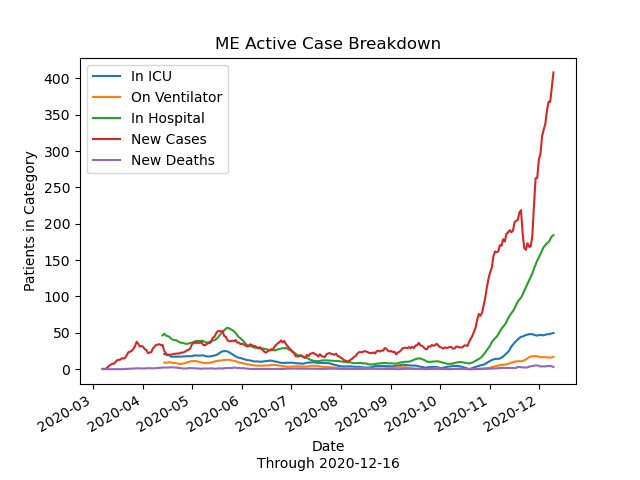 ME Active Case Breakdown
In ICU
On Ventilator
In Hospital
New Cases
New Deaths
Patients in Category
400
350
300
250
200
150
100
50
0
2020-03
2020-04
2020-05
2020-06
2020-07
2020-08
2020-09
2020-10
2020-11
2020-12
Date
Through 2020-12-16